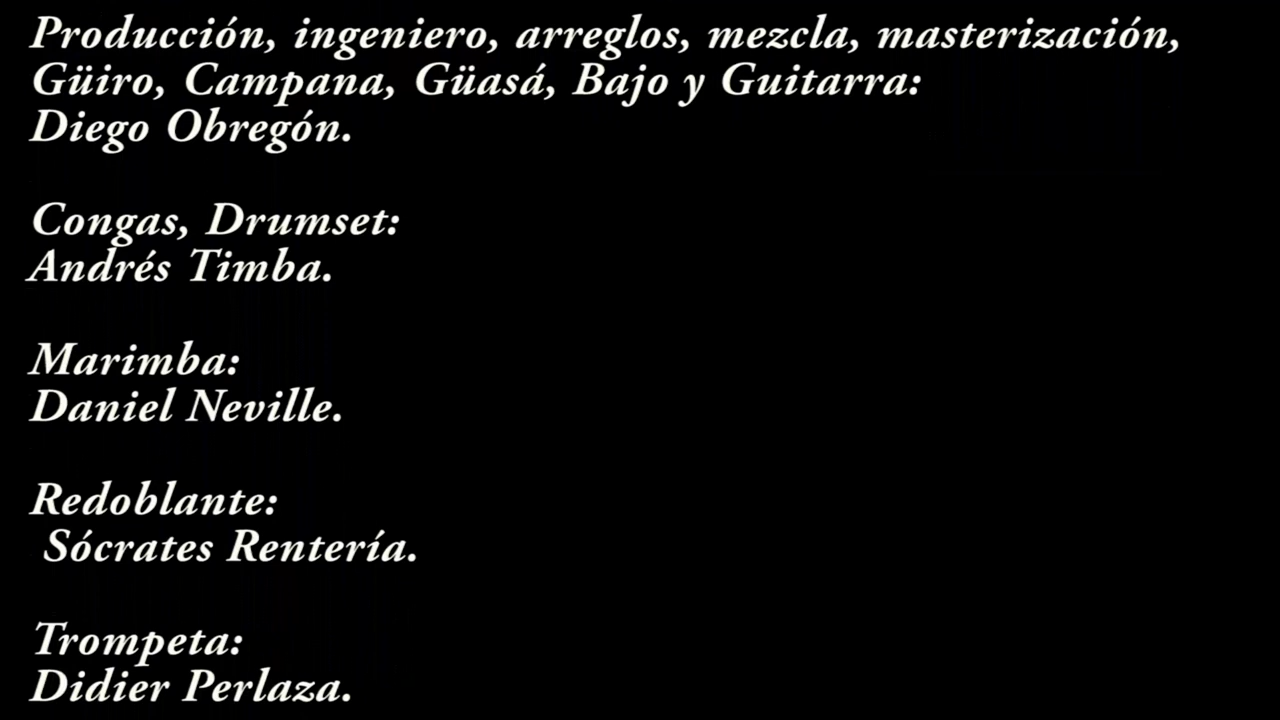 Producción, ingeniero, arreglos, mezcla, masterización,
Güiro, Campana, Güasá, Bajo y Guitarra:
Diego Obregón.
Congas, Drumset:
Andrés Timba.
Marimba:
Daniel Neville.
Redoblante:
Sócrates Rentería.
Trompeta:
Didier Perlaza.